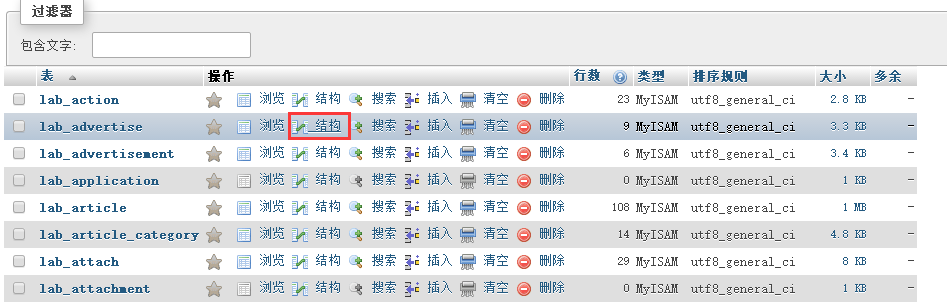 过滤器
包含文字:
表 操作 行数 类型 排序规则 大小 多余
lab_action 浏览 结构 搜索 插入 清空 删除 23 MyISAM utf8_general_ci 2.8 KB -
lab_advertise 浏览 结构 搜索 插入 清空 删除 9 MyISAM utf8_general_ci 3.3 KB -
lab_advertisement 浏览 结构 搜索 插入 清空 删除 6 MyISAM utf8_general_ci 3.4 KB -
lab_application 浏览 结构 搜索 插入 清空 删除 0 MyISAM utf8_general_ci 1 KB -
lab_article 浏览 结构 搜索 插入 清空 删除 108 MyISAM utf8_general_ci 1 MB -
lab_article_category 浏览 结构 搜索 插入 清空 删除 14 MyISAM utf8_general_ci 4.8 KB -
lab_attach 浏览 结构 搜索 插入 清空 删除 29 MyISAM utf8_general_ci 8 KB -
lab_attachment 浏览 结构 搜索 插入 清空 删除 0 MyISAM utf8_general_ci 1 KB -